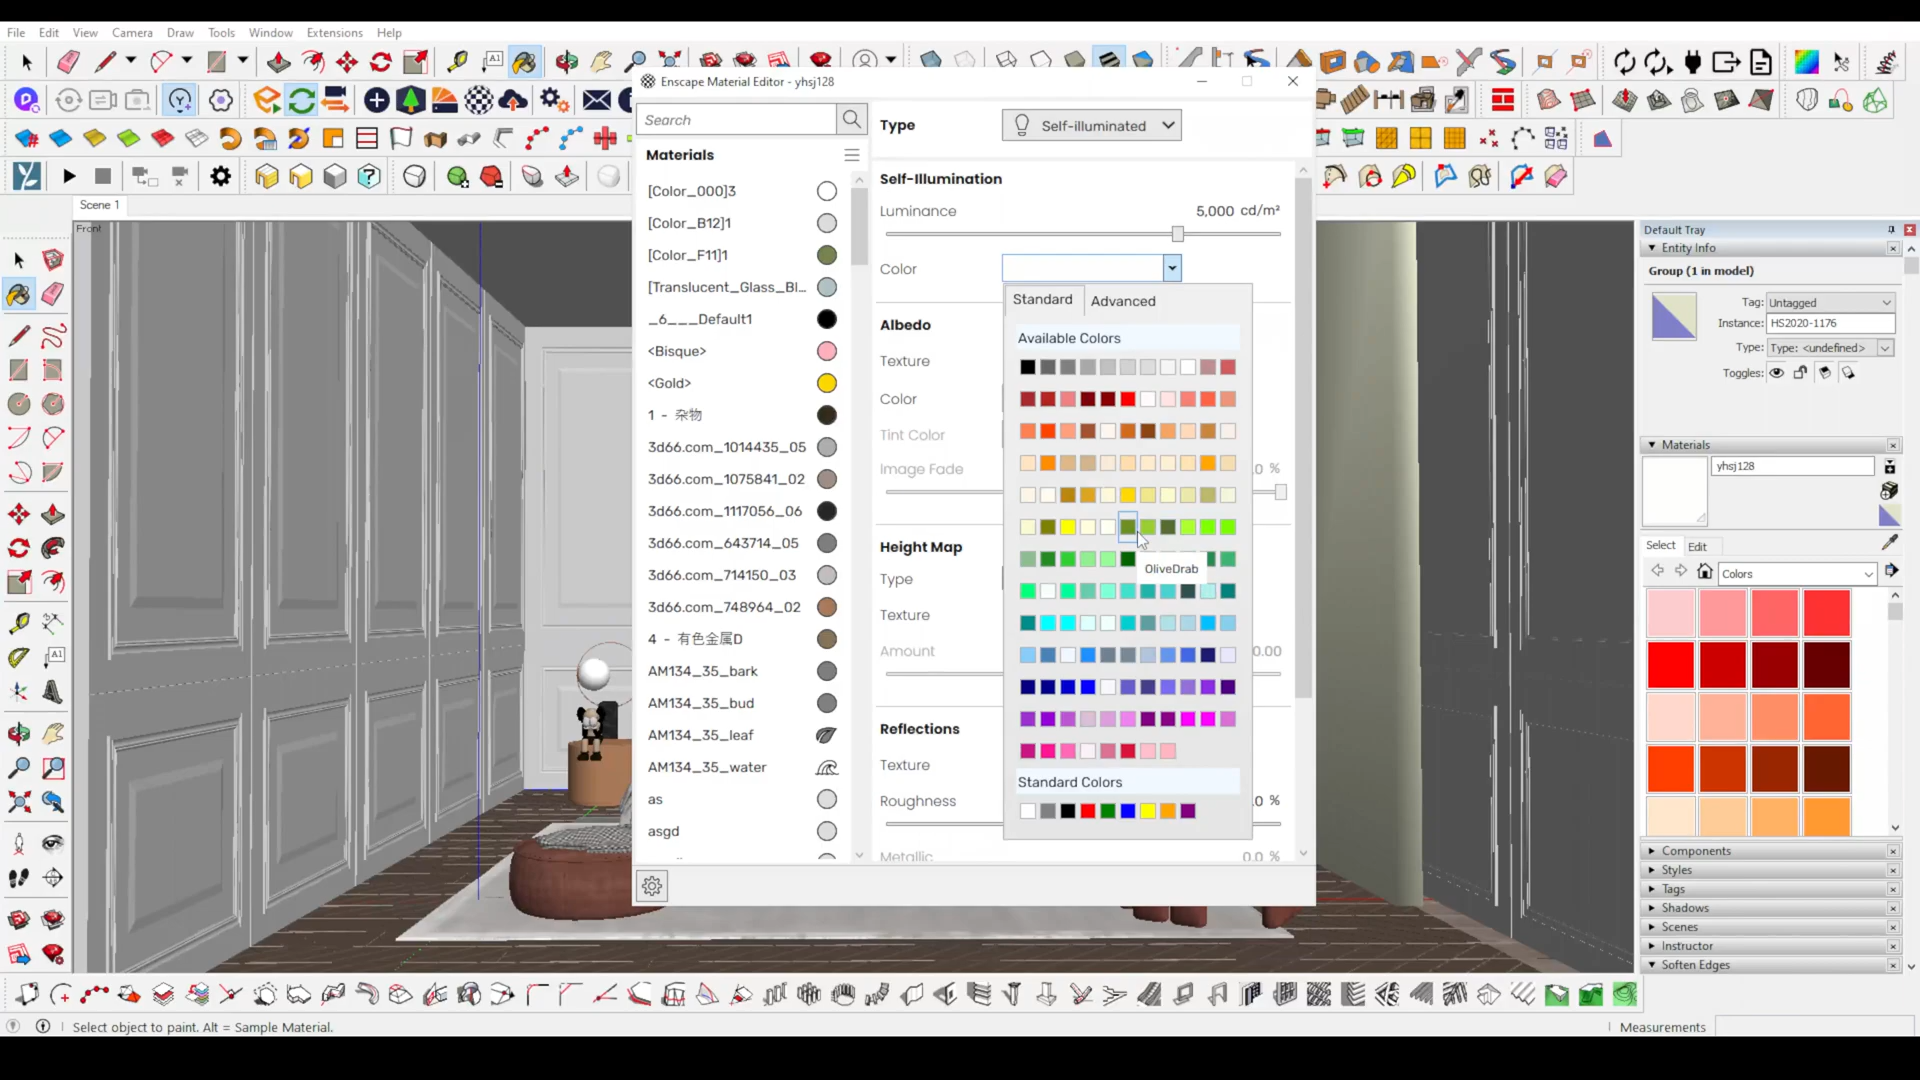 File Edit View Camera Draw Tools Window Extensions Help
Enscape Material Editor - yhsj128
Scene 1
Front
Search
Materials
[Color_000]3
[Color_B12]1
[Color_F11]1
[Translucent_Glass_Bl...
_6___Default1
<Bisque>
<Gold>
1 - 杂物
3d66.com_1014435_05
3d66.com_1075841_02
3d66.com_1117056_06
3d66.com_643714_05
3d66.com_714150_03
3d66.com_748964_02
4 - 有色金属D
AM134_35_bark
AM134_35_bud
AM134_35_leaf
AM134_35_water
as
asgd
Type Self-illuminated
Self-Illumination
Luminance 5,000 cd/m²
Color
Albedo
Texture
Color
Tint Color
Image Fade .0 %
Height Map
Type
Texture
Amount 0.00
Reflections
Texture
Roughness .0 %
Metallic 0.0 %
Standard Advanced
Available Colors
OliveDrab
Standard Colors
Default Tray
Entity Info
Group (1 in model)
Tag: Untagged
Instance: HS2020-1176
Type: Type: <undefined>
Toggles:
Materials
yhsj128
Select Edit
Colors
Components
Styles
Tags
Shadows
Scenes
Instructor
Soften Edges
Select object to paint. Alt = Sample Material.
Measurements